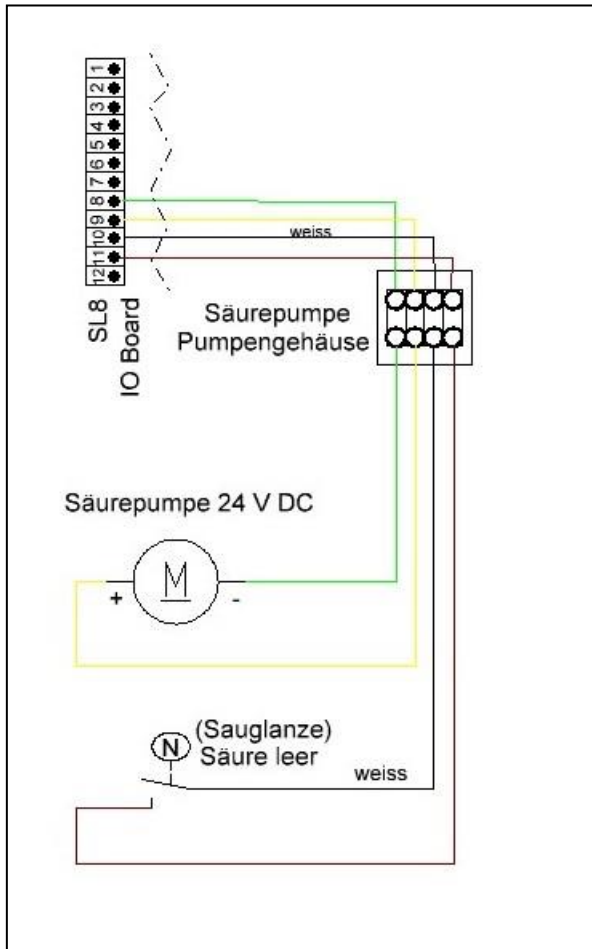 1
2
3
4
5
6
7
8
9
10
11
12
SL8
IO Board
weiss
Säurepumpe
Pumpengehäuse
Säurepumpe 24 V DC
M
+ -
(Sauglanze)
N
Säure leer
weiss